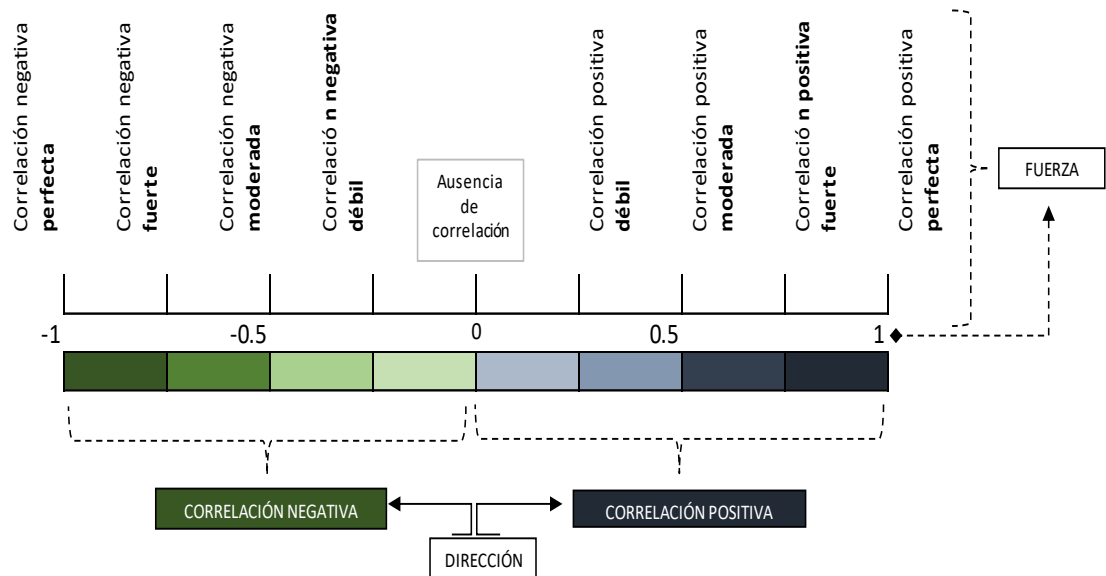 Correlación negativa
perfecta
Correlación negativa
fuerte
Correlación negativa
moderada
Correlació n negativa
débil
Ausencia
de
correlación
Correlación positiva
débil
Correlación positiva
moderada
Correlació n positiva
fuerte
Correlación positiva
perfecta
FUERZA
-1
-0.5
0
0.5
1
CORRELACIÓN NEGATIVA
CORRELACIÓN POSITIVA
DIRECCIÓN